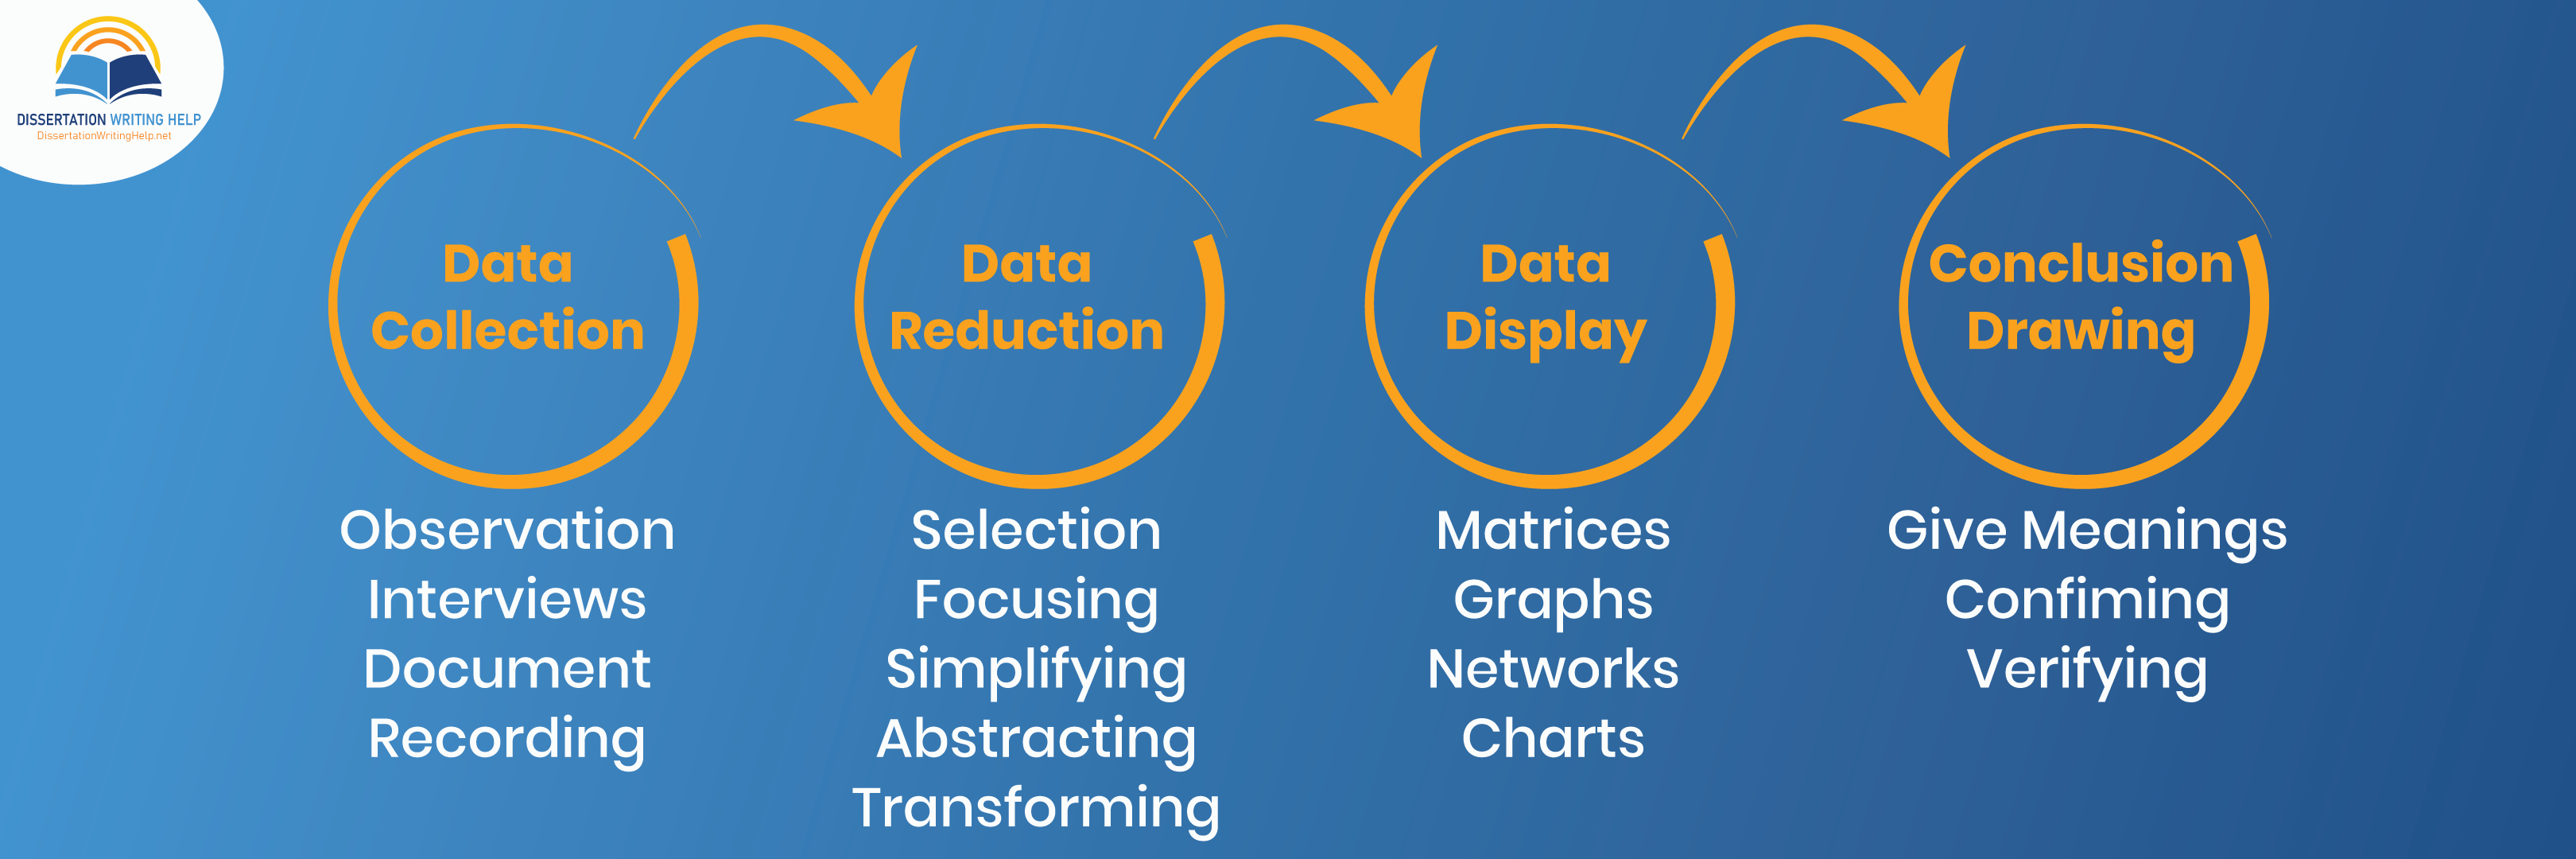 DISSERTATION WRITING HELP
DissertationWritingHelp.net
Data
Collection
Observation
Interviews
Document
Recording
Data
Reduction
Selection
Focusing
Simplifying
Abstracting
Transforming
Data
Display
Matrices
Graphs
Networks
Charts
Conclusion
Drawing
Give Meanings
Confiming
Verifying